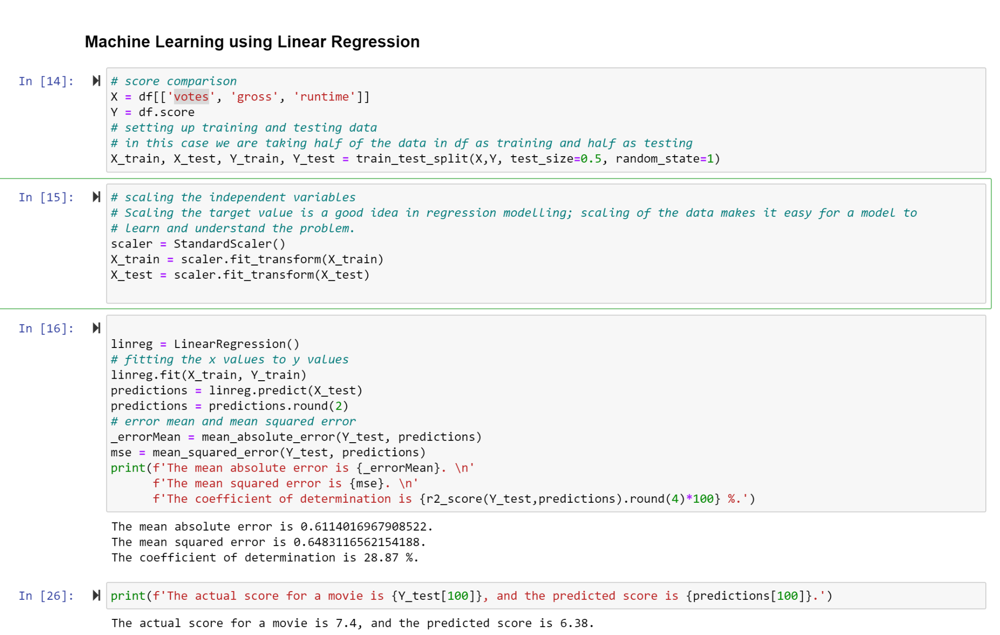 Machine Learning using Linear Regression
In [14]:
# score comparison
X = df[['votes', 'gross', 'runtime']]
Y = df.score
# setting up training and testing data
# in this case we are taking half of the data in df as training and half as testing
X_train, X_test, Y_train, Y_test = train_test_split(X,Y, test_size=0.5, random_state=1)
In [15]:
# scaling the independent variables
# Scaling the target value is a good idea in regression modelling; scaling of the data makes it easy for a model to
# learn and understand the problem.
scaler = StandardScaler()
X_train = scaler.fit_transform(X_train)
X_test = scaler.fit_transform(X_test)
In [16]:
linreg = LinearRegression()
# fitting the x values to y values
linreg.fit(X_train, Y_train)
predictions = linreg.predict(X_test)
predictions = predictions.round(2)
# error mean and mean squared error
_errorMean = mean_absolute_error(Y_test, predictions)
mse = mean_squared_error(Y_test, predictions)
print(f'The mean absolute error is {_errorMean}. \n'
      f'The mean squared error is {mse}. \n'
      f'The coefficient of determination is {r2_score(Y_test,predictions).round(4)*100} %.')
The mean absolute error is 0.6114016967908522.
The mean squared error is 0.6483116562154188.
The coefficient of determination is 28.87 %.
In [26]:
print(f'The actual score for a movie is {Y_test[100]}, and the predicted score is {predictions[100]}.')
The actual score for a movie is 7.4, and the predicted score is 6.38.